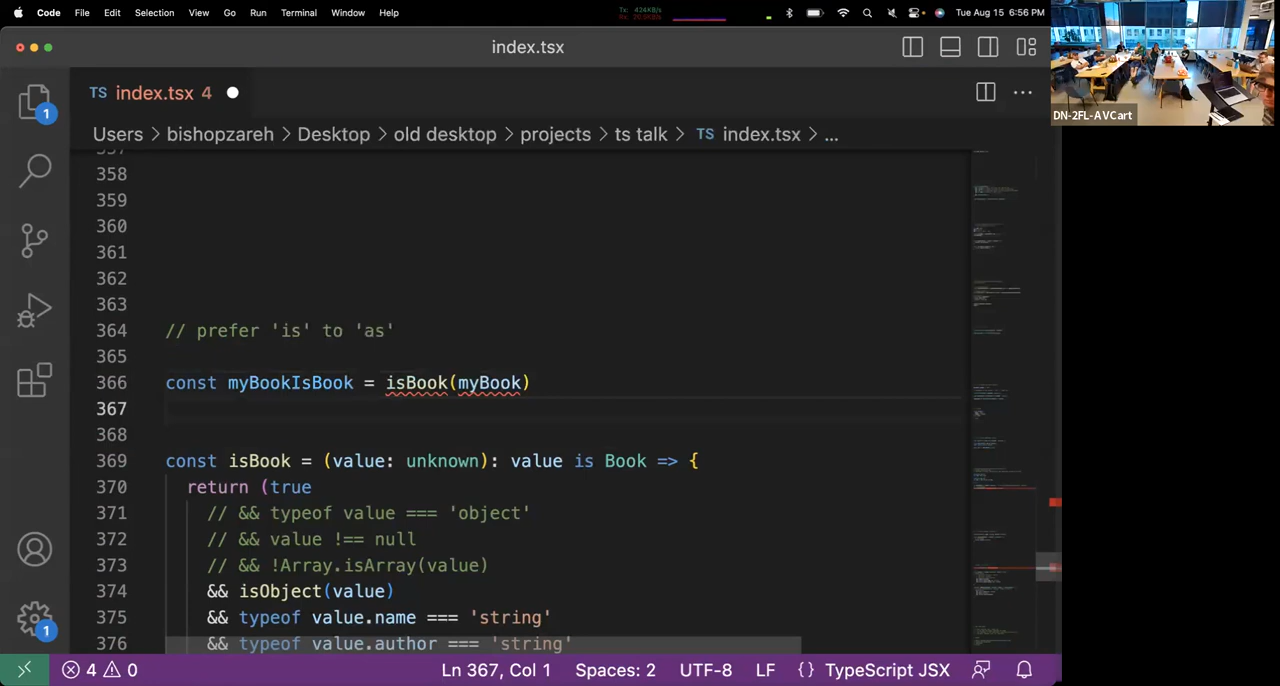 Code File Edit Selection View Go Run Terminal Window Help Tue Aug 15 6:56 PM
index.tsx
TS index.tsx 4
DN-2FL-AVCart
Users > bishopzareh > Desktop > old desktop > projects > ts talk > TS index.tsx > ...
358
359
360
361
362
363
364 // prefer 'is' to 'as'
365
366 const myBookIsBook = isBook(myBook)
367
368
369 const isBook = (value: unknown): value is Book => {
370 return (true
371 // && typeof value === 'object'
372 // && value !== null
373 // && !Array.isArray(value)
374 && isObject(value)
375 && typeof value.name === 'string'
376 && typeof value.author === 'string'
1
1
4 0 Ln 367, Col 1 Spaces: 2 UTF-8 LF {} TypeScript JSX